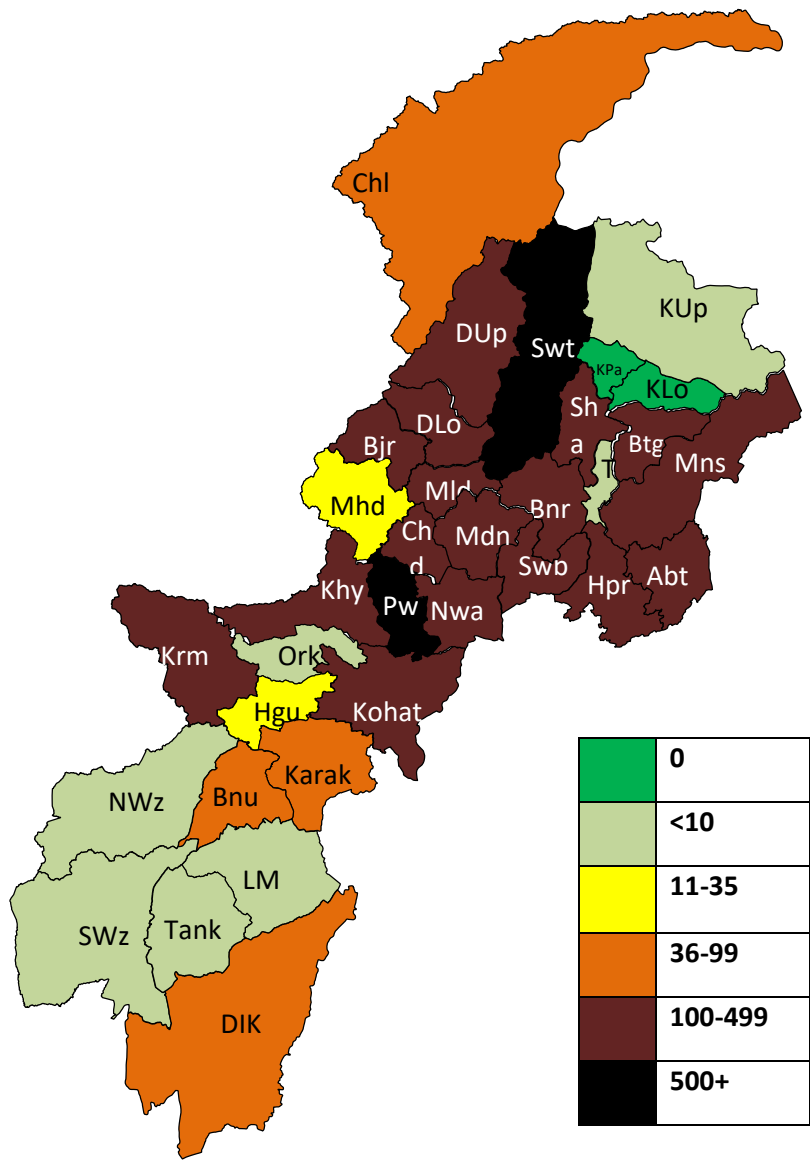 Chl
KUp
DUp
Swt
KPa
KLo
Sh
a
DLo
Bjr
Btg
T
Mns
Mld
Mhd
Bnr
Ch
d
Mdn
Swb
Abt
Hpr
Khy
Pw
Nwa
Krm
Ork
Hgu
Kohat
Karak
Bnu
NWz
LM
SWz
Tank
DIK
0
<10
11-35
36-99
100-499
500+